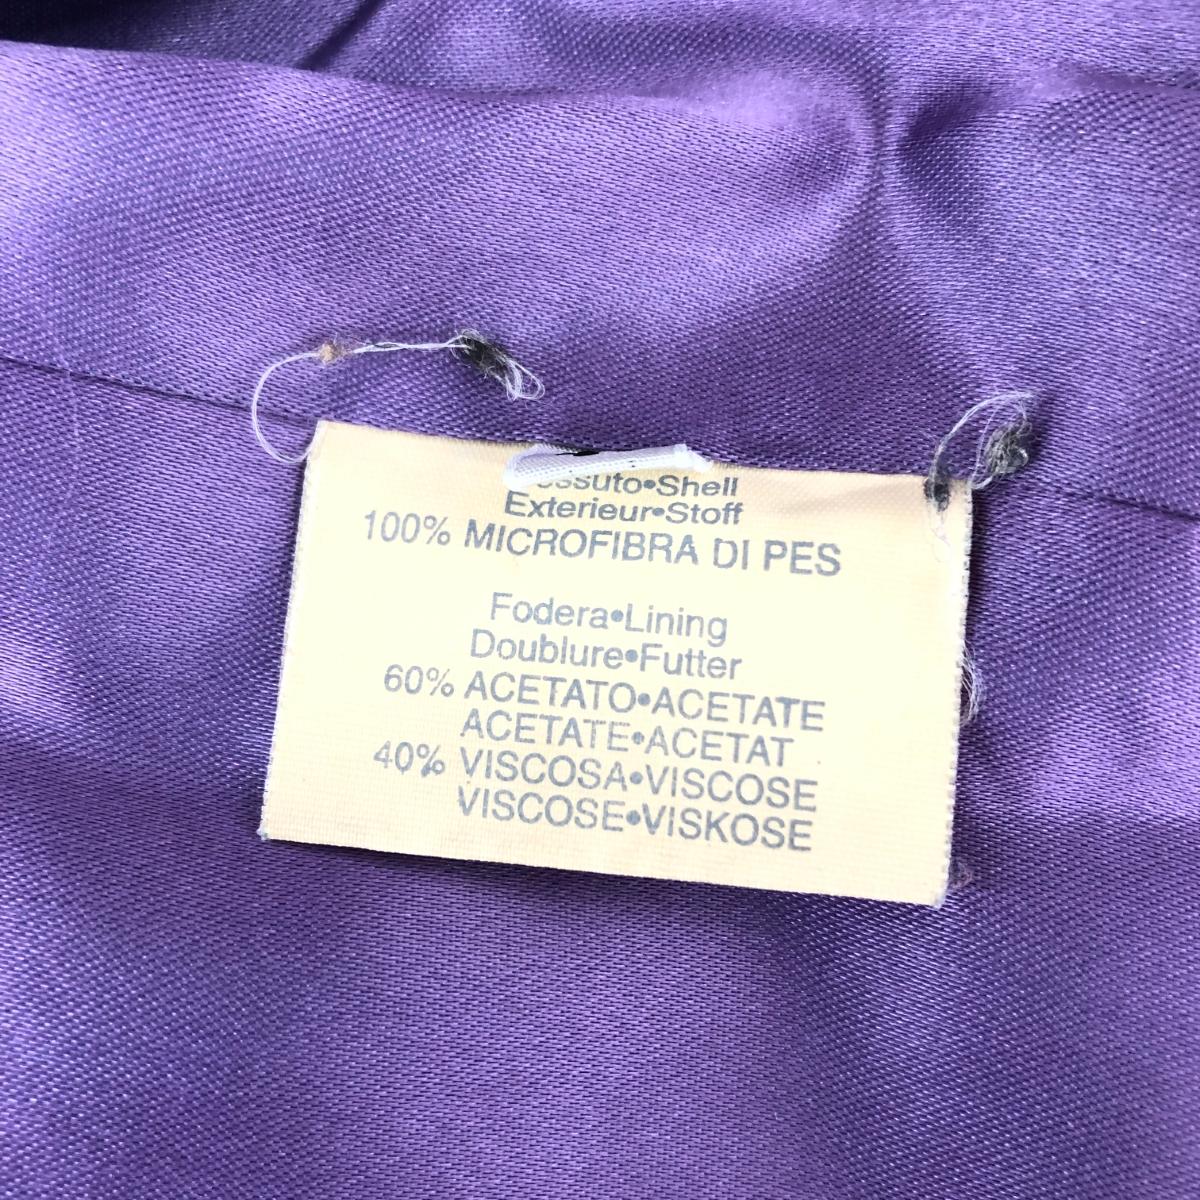 Tessuto•Shell
Exterieur•Stoff
100% MICROFIBRA DI PES
Fodera•Lining
Doublure•Futter
60% ACETATO•ACETATE
ACETATE•ACETAT
40% VISCOSA•VISCOSE
VISCOSE•VISKOSE